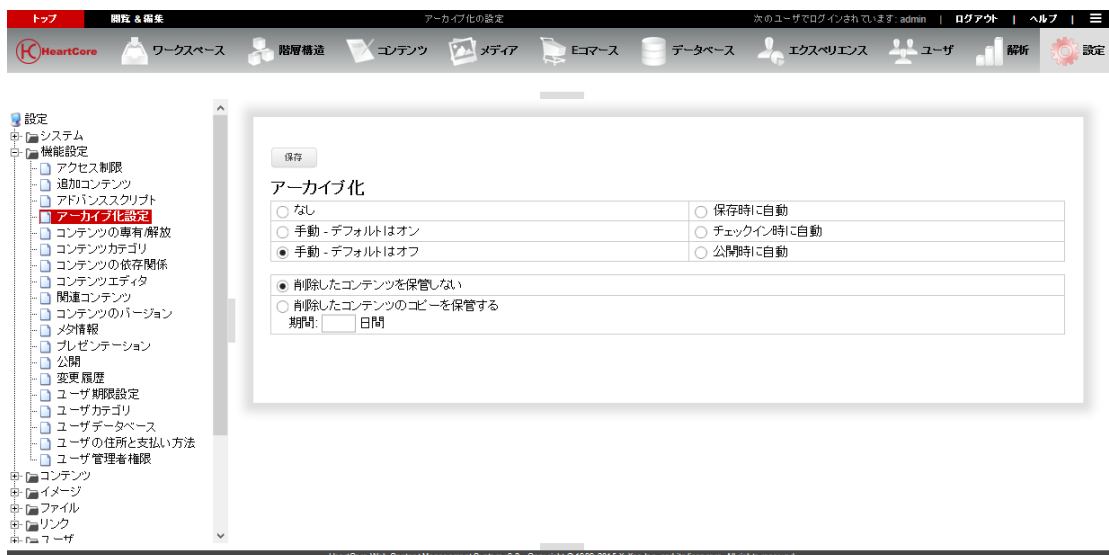 トップ 閲覧 & 編集 アーカイブ化の設定 次のユーザでログインされています: admin | ログアウト | ヘルプ |
HeartCore ワークスペース 階層構造 コンテンツ メディア Eコマース データベース エクスペリエンス ユーザ 解析 設定
設定
システム
機能設定
アクセス制限
追加コンテンツ
アドバンススクリプト
アーカイブ化設定
コンテンツの専有/解放
コンテンツカテゴリ
コンテンツの依存関係
コンテンツエディタ
関連コンテンツ
コンテンツのバージョン
メタ情報
プレゼンテーション
公開
変更履歴
ユーザ期限設定
ユーザカテゴリ
ユーザデータベース
ユーザの住所と支払い方法
ユーザ管理者権限
コンテンツ
イメージ
ファイル
リンク
ユーザ
保存
アーカイブ化
なし 保存時に自動
手動 - デフォルトはオン チェックイン時に自動
手動 - デフォルトはオフ 公開時に自動
削除したコンテンツを保管しない
削除したコンテンツのコピーを保管する
期間: 日間